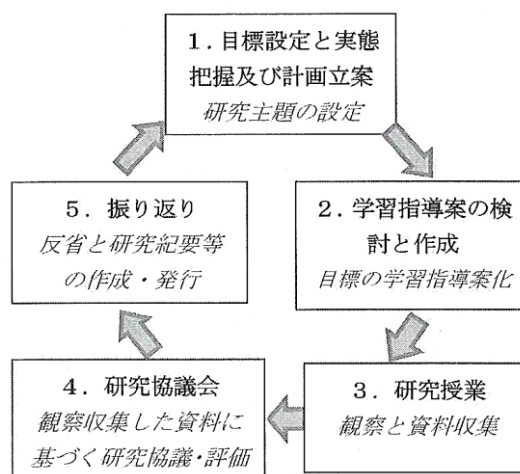 1．目標設定と実態
把握及び計画立案
研究主題の設定
2．学習指導案の検
討と作成
目標の学習指導案化
3．研究授業
観察と資料収集
4．研究協議会
観察収集した資料に
基づく研究協議・評価
5．振り返り
反省と研究紀要等
の作成・発行